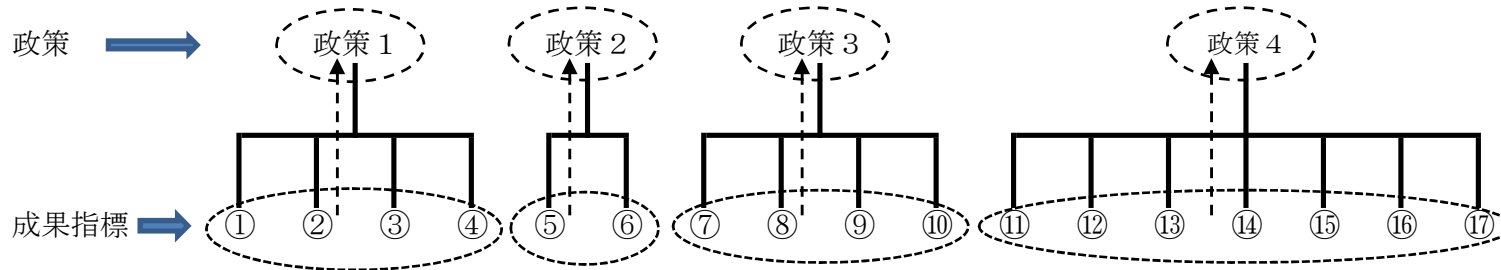 政策 政策１ 政策２ 政策３ 政策４
成果指標 ① ② ③ ④ ⑤ ⑥ ⑦ ⑧ ⑨ ⑩ ⑪ ⑫ ⑬ ⑭ ⑮ ⑯ ⑰